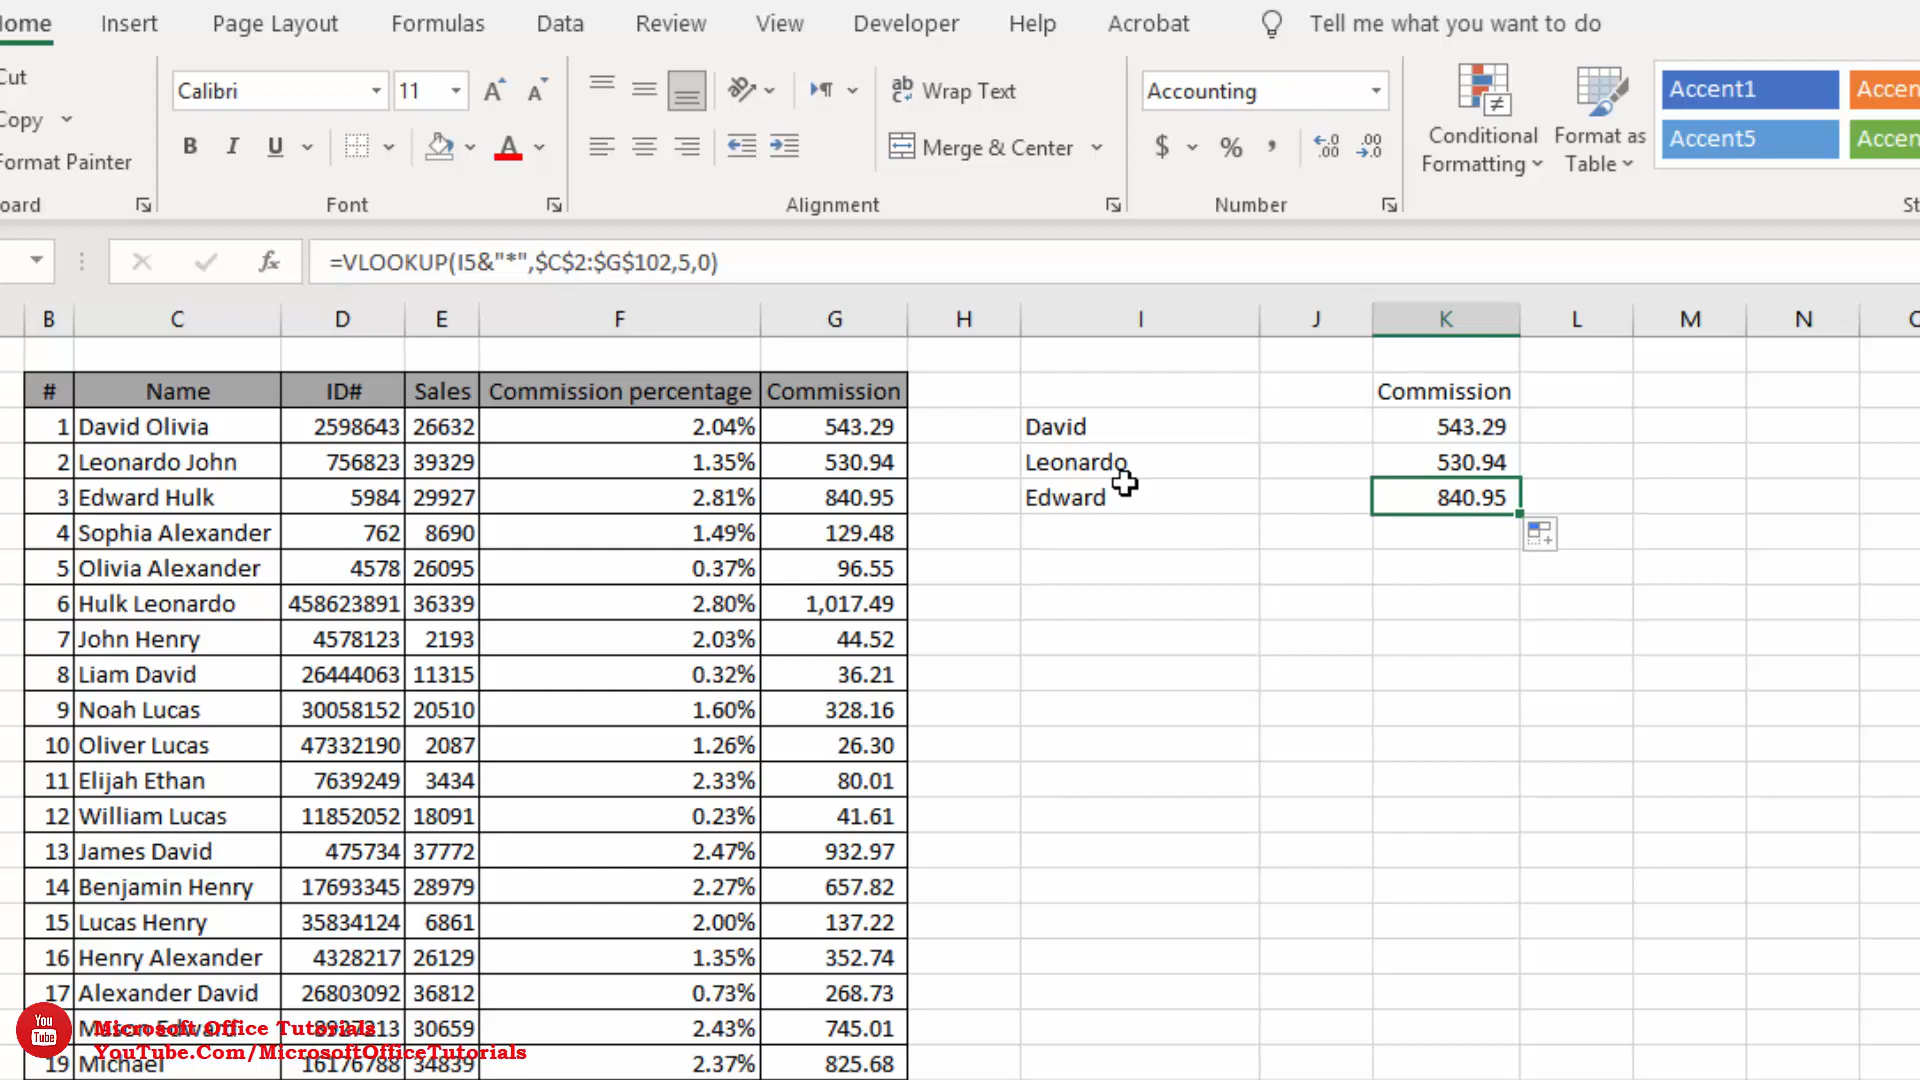 Home Insert Page Layout Formulas Data Review View Developer Help Acrobat Tell me what you want to do
Cut
Copy
Format Painter
Calibri 11
B I U
Wrap Text
Merge & Center
Accounting
$ % ,
Conditional Formatting
Format as Table
Accent1 Accen
Accent5 Accen
oard Font Alignment Number St
fx =VLOOKUP(I5&"*",$C$2:$G$102,5,0)
B C D E F G H I J K L M N
# Name ID# Sales Commission percentage Commission Commission
1 David Olivia 2598643 26632 2.04% 543.29 David 543.29
2 Leonardo John 756823 39329 1.35% 530.94 Leonardo 530.94
3 Edward Hulk 5984 29927 2.81% 840.95 Edward 840.95
4 Sophia Alexander 762 8690 1.49% 129.48
5 Olivia Alexander 4578 26095 0.37% 96.55
6 Hulk Leonardo 458623891 36339 2.80% 1,017.49
7 John Henry 4578123 2193 2.03% 44.52
8 Liam David 26444063 11315 0.32% 36.21
9 Noah Lucas 30058152 20510 1.60% 328.16
10 Oliver Lucas 47332190 2087 1.26% 26.30
11 Elijah Ethan 7639249 3434 2.33% 80.01
12 William Lucas 11852052 18091 0.23% 41.61
13 James David 475734 37772 2.47% 932.97
14 Benjamin Henry 17693345 28979 2.27% 657.82
15 Lucas Henry 35834124 6861 2.00% 137.22
16 Henry Alexander 4328217 26129 1.35% 352.74
17 Alexander David 26803092 36812 0.73% 268.73
30659 2.43% 745.01
19 Michael 16176788 34839 2.37% 825.68
You Tube
Microsoft Office Tutorials
YouTube.Com/MicrosoftOfficeTutorials